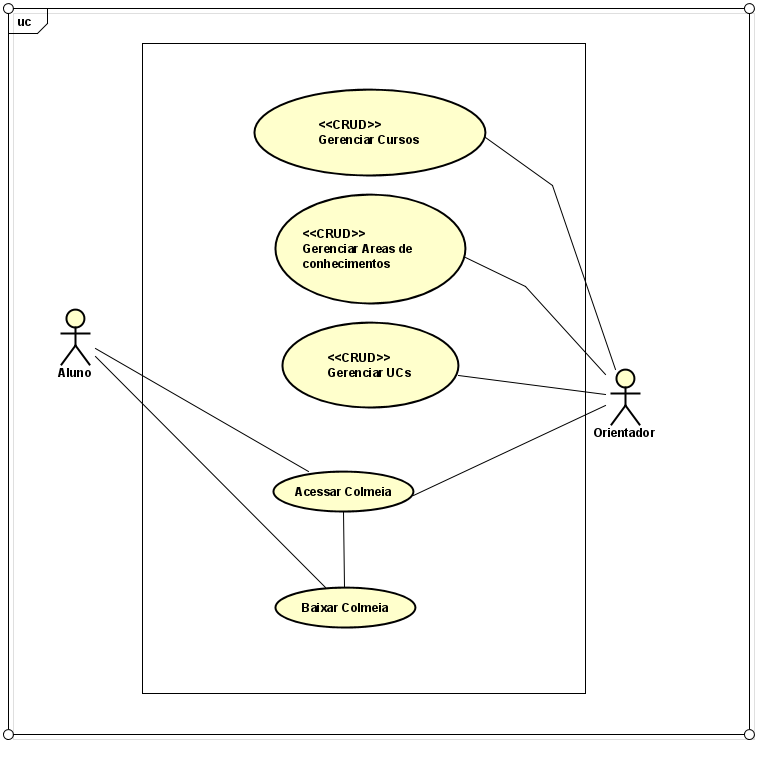 uc
<<CRUD>>
Gerenciar Cursos
<<CRUD>>
Gerenciar Areas de
conhecimentos
<<CRUD>>
Gerenciar UCs
Aluno
Orientador
Acessar Colmeia
Baixar Colmeia